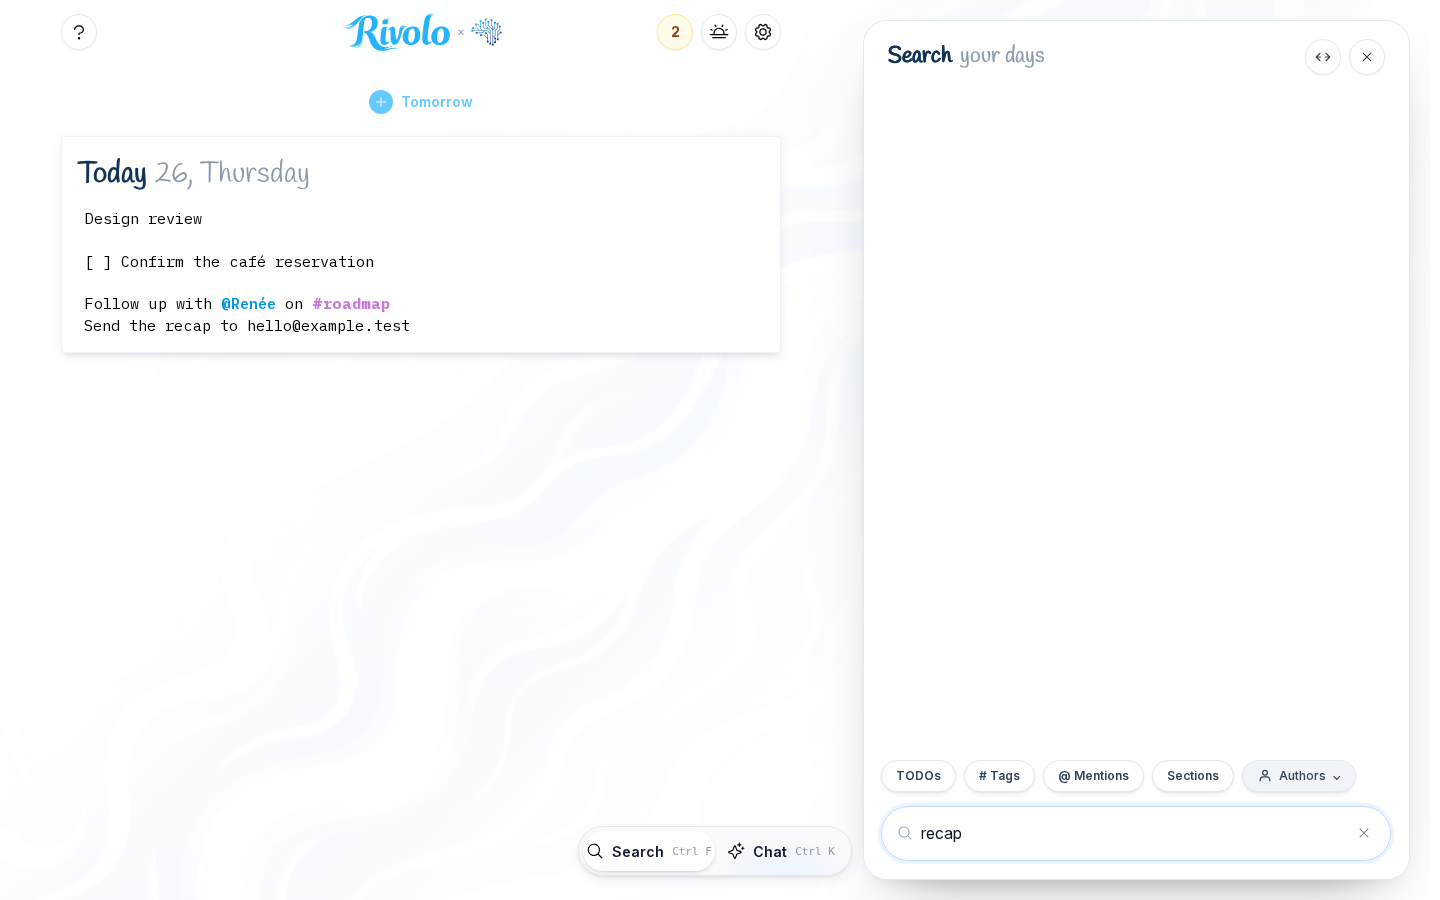 Rivolo ×
2
Tomorrow
Today 26, Thursday
Design review
[ ] Confirm the café reservation
Follow up with @Renée on #roadmap
Send the recap to hello@example.test
Search Ctrl F
Chat Ctrl K
Search your days
TODOs
# Tags
@ Mentions
Sections
Authors
recap